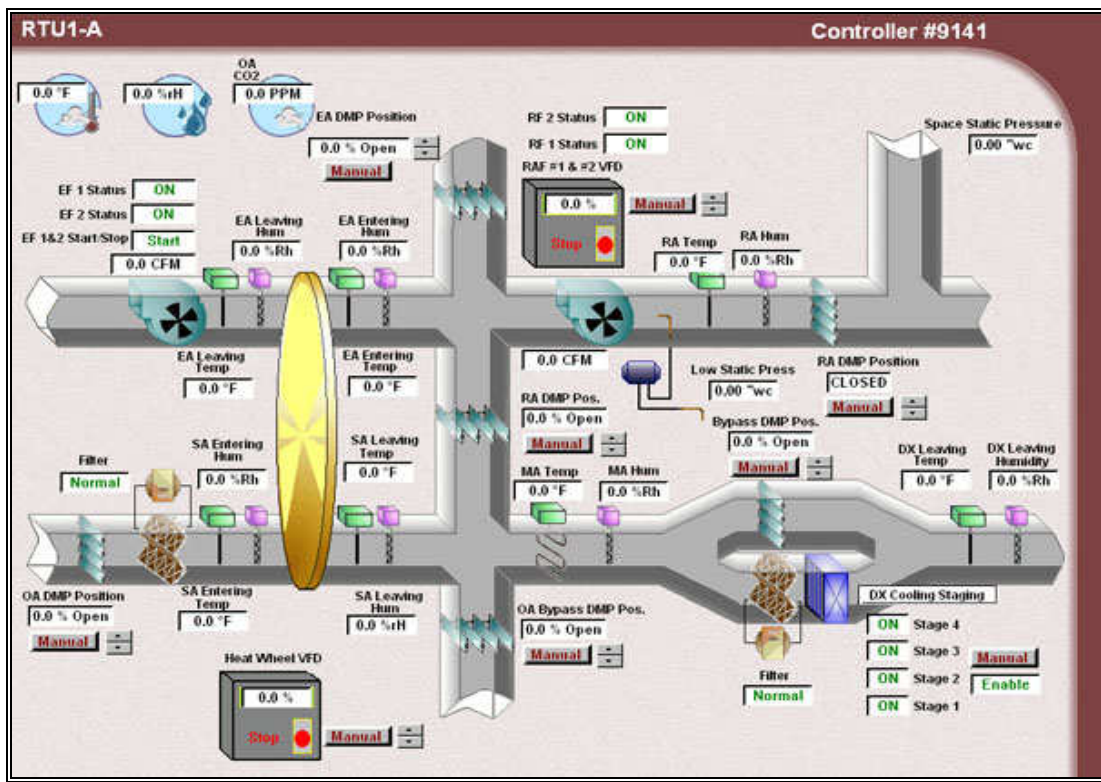 RTU1-A
Controller #9141
0.0 °F
0.0 %rH
OA
CO2
0.0 PPM
EA DMP Position
0.0 % Open
Manual
RF 2 Status ON
RF 1 Status ON
RAF #1 & #2 VFD
0.0 %
Stop
Manual
Space Static Pressure
0.00 "wc
EF 1 Status ON
EF 2 Status ON
EF 1&2 Start/Stop Start
0.0 CFM
EA Leaving
Hum
0.0 %Rh
EA Entering
Hum
0.0 %Rh
RA Temp
0.0 °F
RA Hum
0.0 %Rh
EA Leaving
Temp
0.0 °F
EA Entering
Temp
0.0 °F
0.0 CFM
Low Static Press
0.00 "wc
RA DMP Position
CLOSED
Manual
RA DMP Pos.
0.0 % Open
Manual
Bypass DMP Pos.
0.0 % Open
Manual
Filter
Normal
SA Entering
Hum
0.0 %Rh
SA Leaving
Temp
0.0 °F
MA Temp
0.0 °F
MA Hum
0.0 %Rh
DX Leaving
Temp
0.0 °F
DX Leaving
Humidity
0.0 %Rh
OA DMP Position
0.0 % Open
Manual
SA Entering
Temp
0.0 °F
SA Leaving
Hum
0.0 %rH
OA Bypass DMP Pos.
0.0 % Open
Manual
DX Cooling Staging
ON Stage 4
ON Stage 3
ON Stage 2
ON Stage 1
Manual
Enable
Filter
Normal
Heat Wheel VFD
0.0 %
Stop
Manual